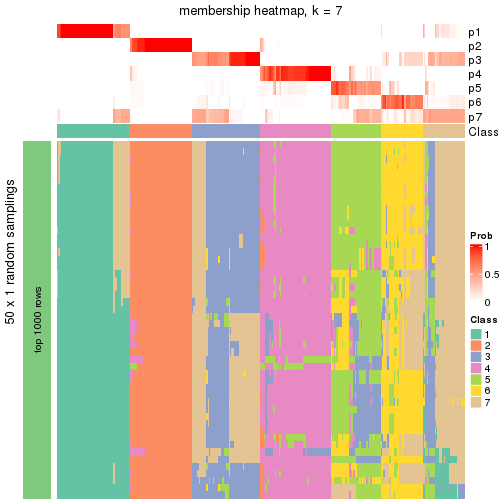 membership heatmap, k = 7
p1
p2
p3
p4
p5
p6
p7
Class
50 x 1 random samplings
top 1000 rows
Prob
1
0.5
0
Class
1
2
3
4
5
6
7